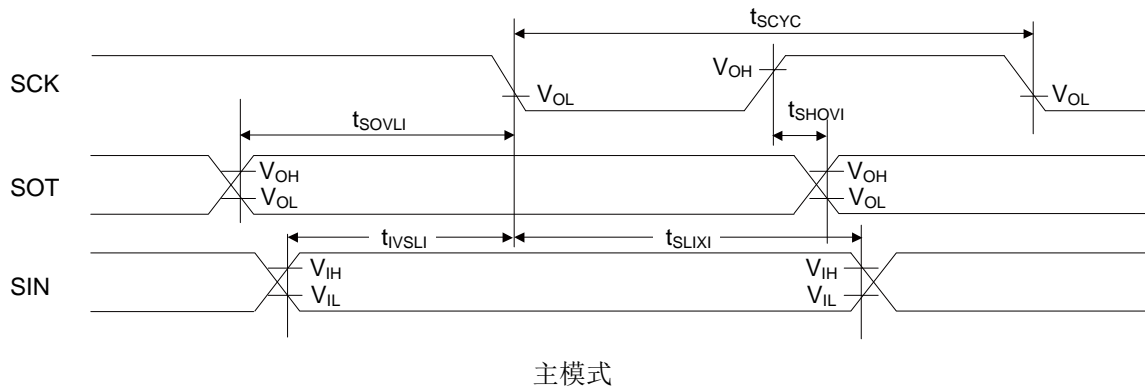 tSCYC
SCK
VOH
VOL
VOL
tSOVLI
tSHOVI
SOT
VOH
VOL
VOH
VOL
tIVSLI
tSLIXI
SIN
VIH
VIL
VIH
VIL
主模式